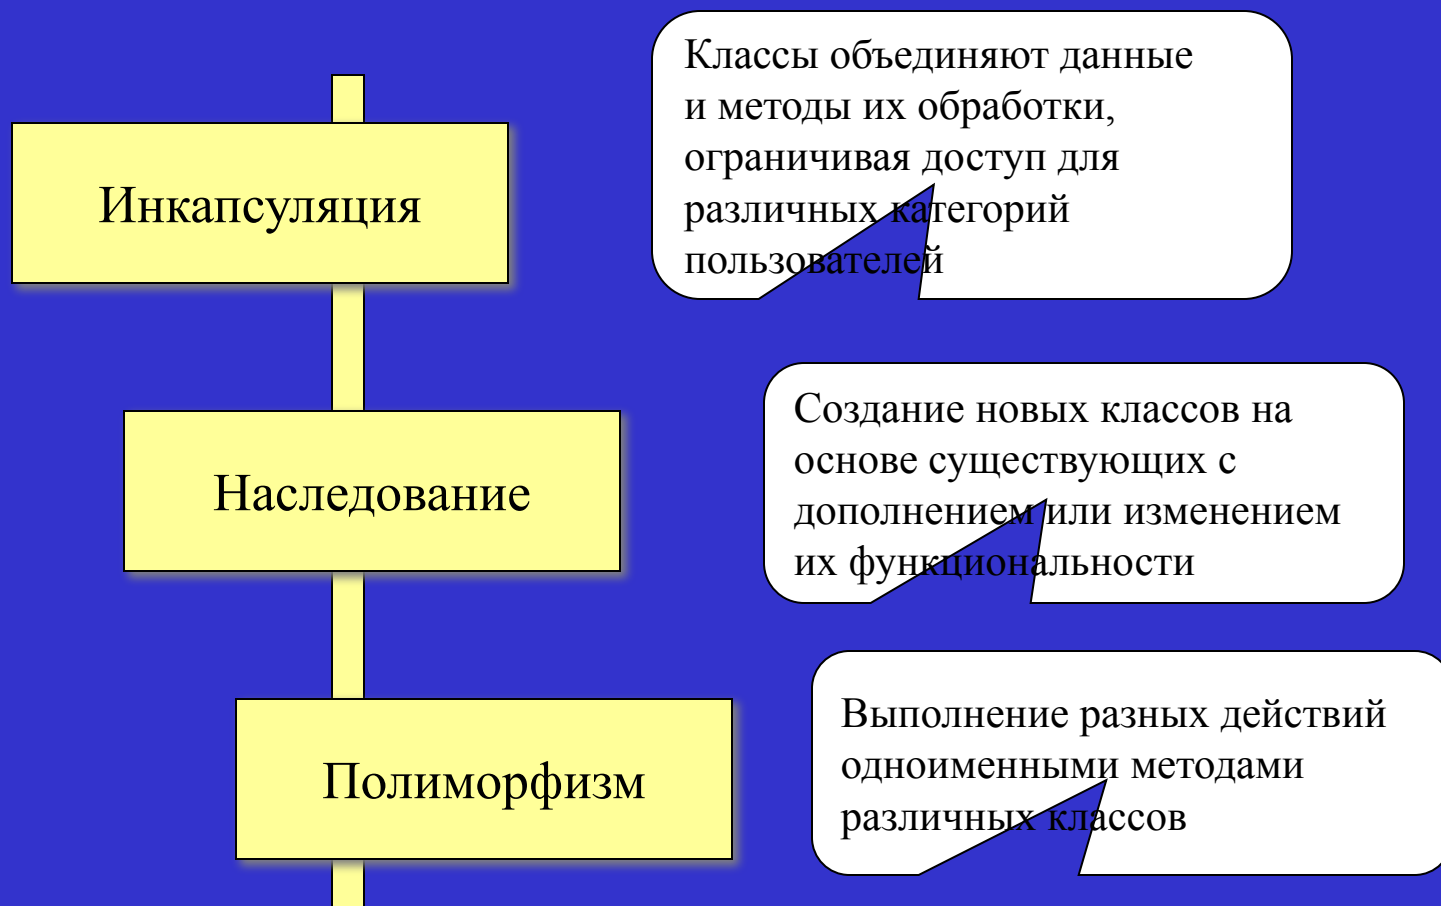 Инкапсуляция
Классы объединяют данные
и методы их обработки,
ограничивая доступ для
различных категорий
пользователей
Наследование
Создание новых классов на
основе существующих с
дополнением или изменением
их функциональности
Полиморфизм
Выполнение разных действий
одноименными методами
различных классов